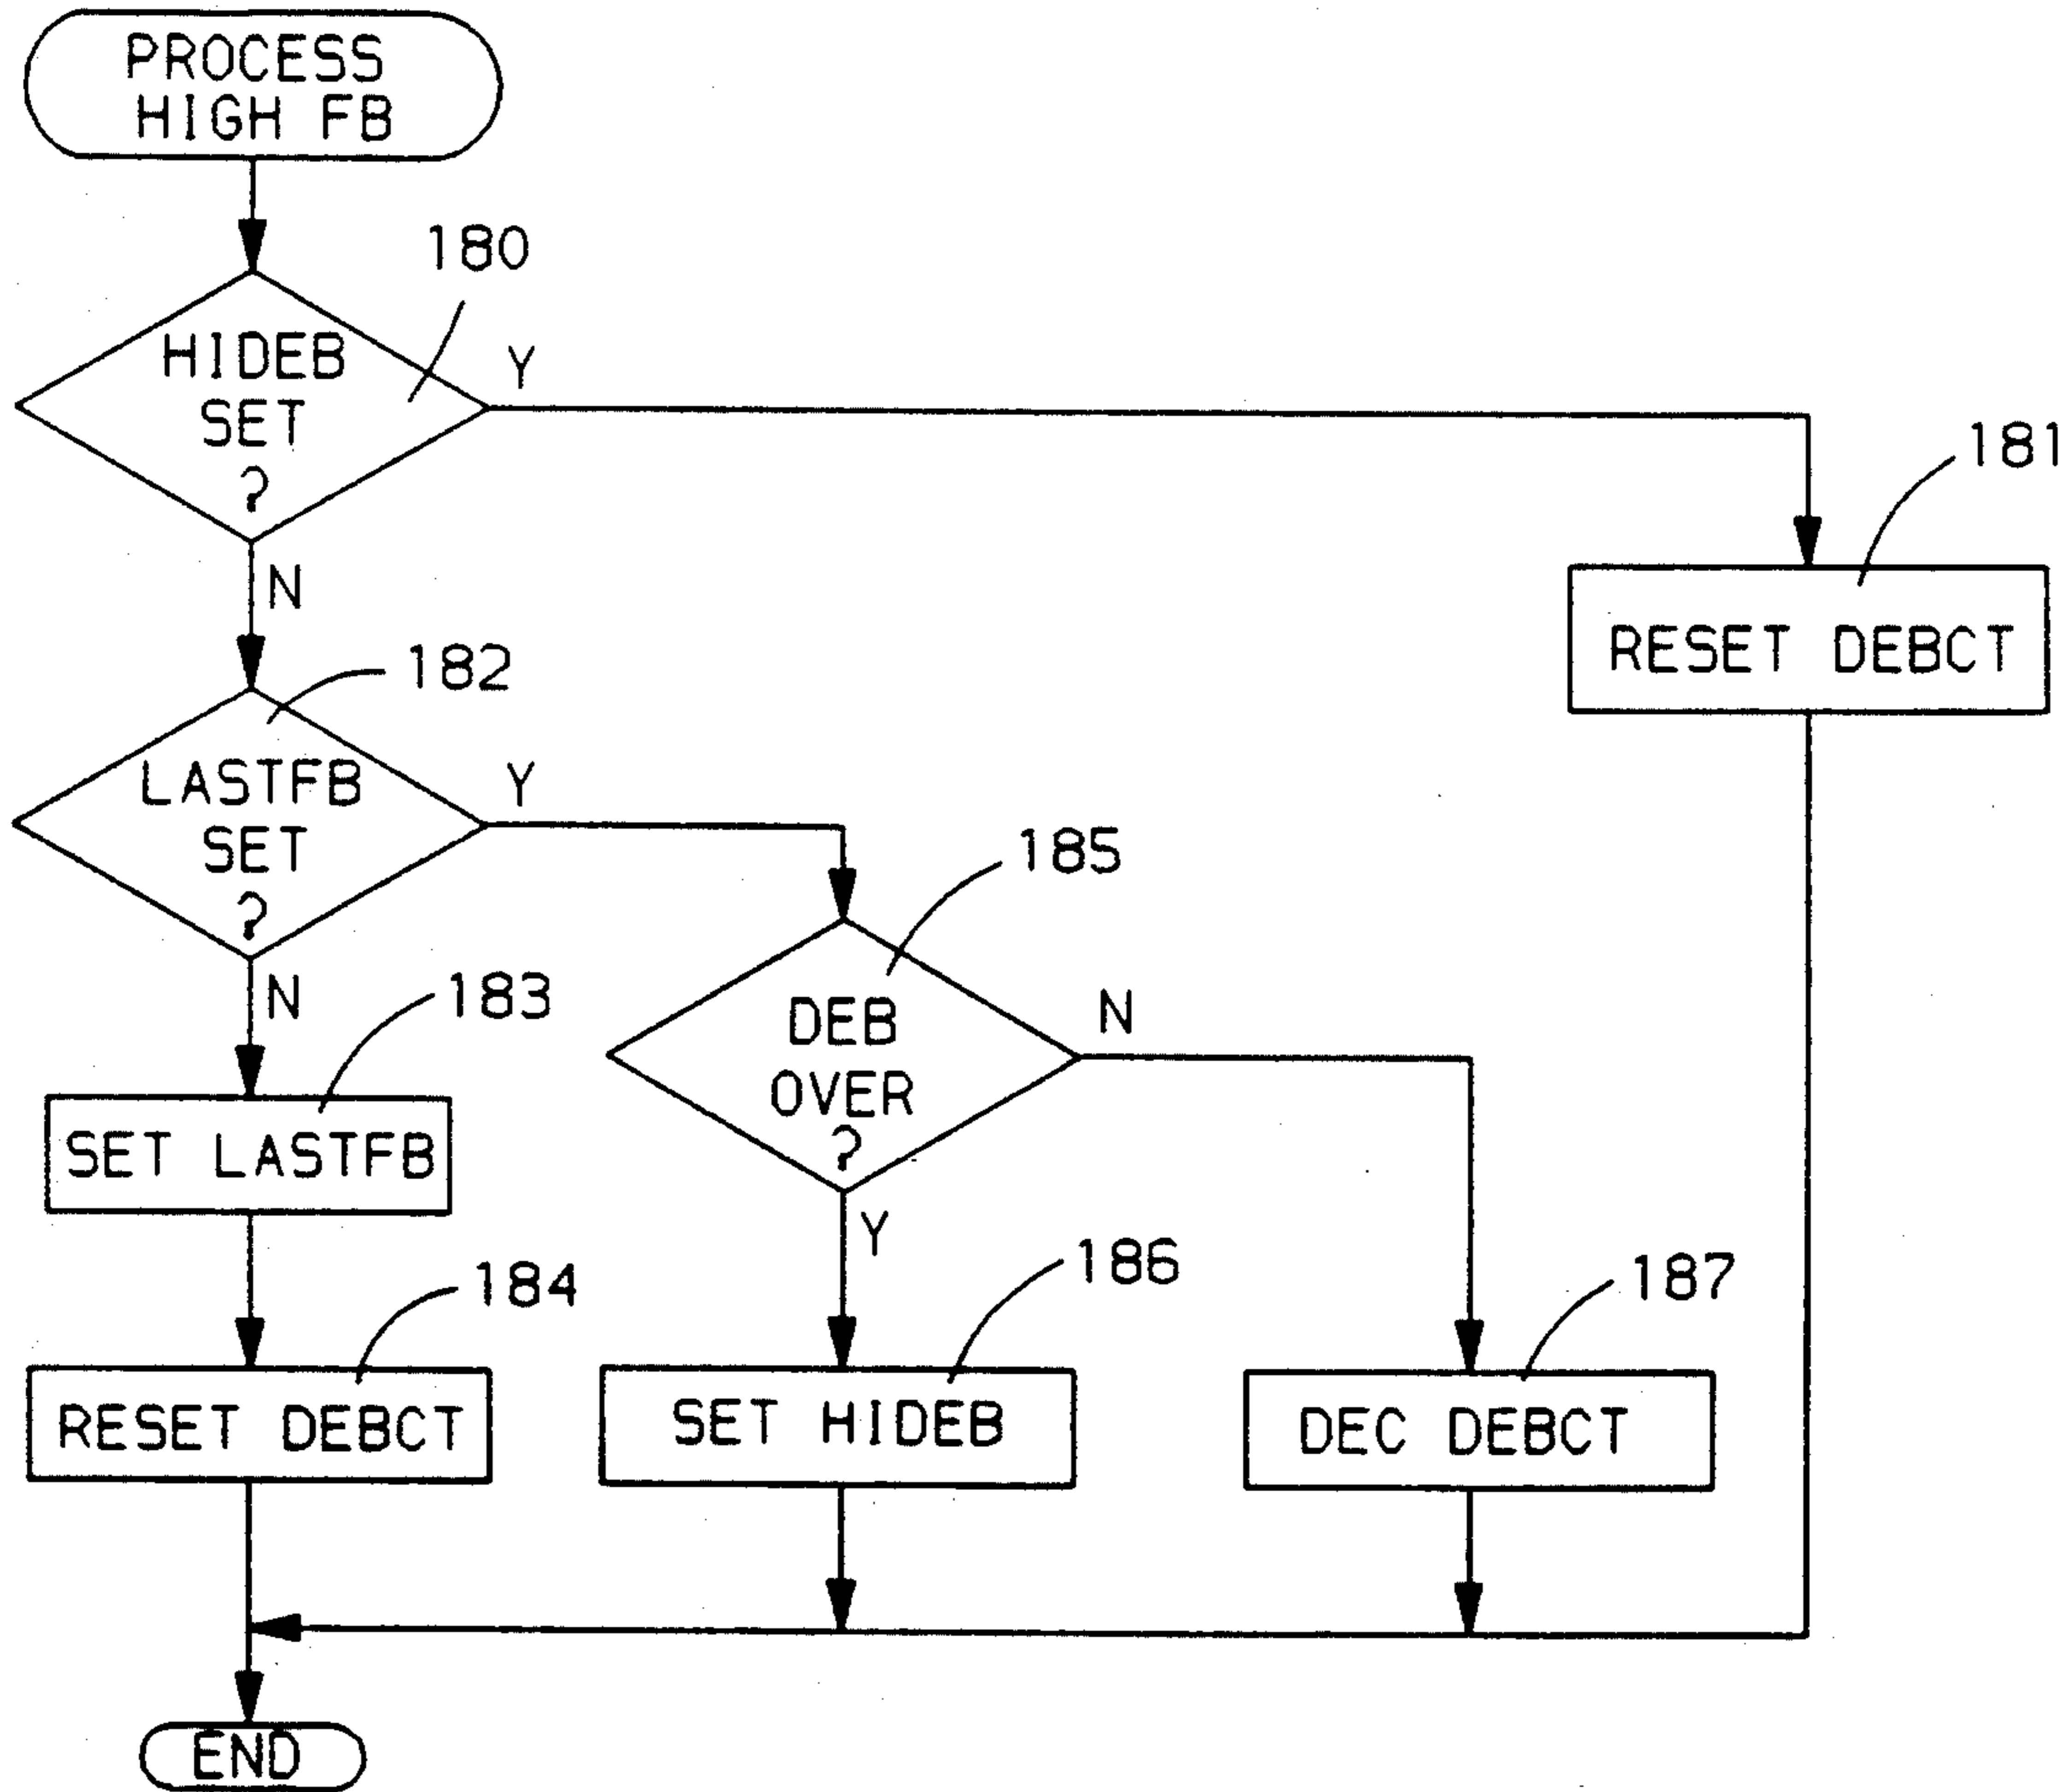 PROCESS
HIGH FB
180
HIDEB
SET
?
Y
N
181
RESET DEBCT
182
LASTFB
SET
?
Y
N
185
DEB
OVER
?
N
Y
183
SET LASTFB
184
RESET DEBCT
186
SET HIDEB
187
DEC DEBCT
END